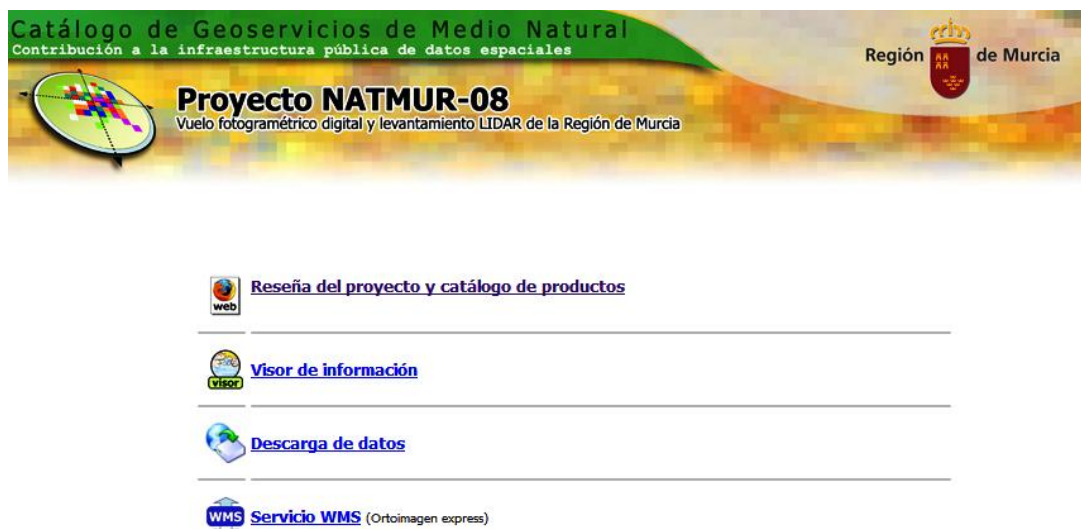 Catálogo de Geoservicios de Medio Natural
Contribución a la infraestructura pública de datos espaciales
Región de Murcia
Proyecto NATMUR-08
Vuelo fotogramétrico digital y levantamiento LIDAR de la Región de Murcia
web
Reseña del proyecto y catálogo de productos
visor
Visor de información
Descarga de datos
WMS
Servicio WMS (Ortoimagen express)